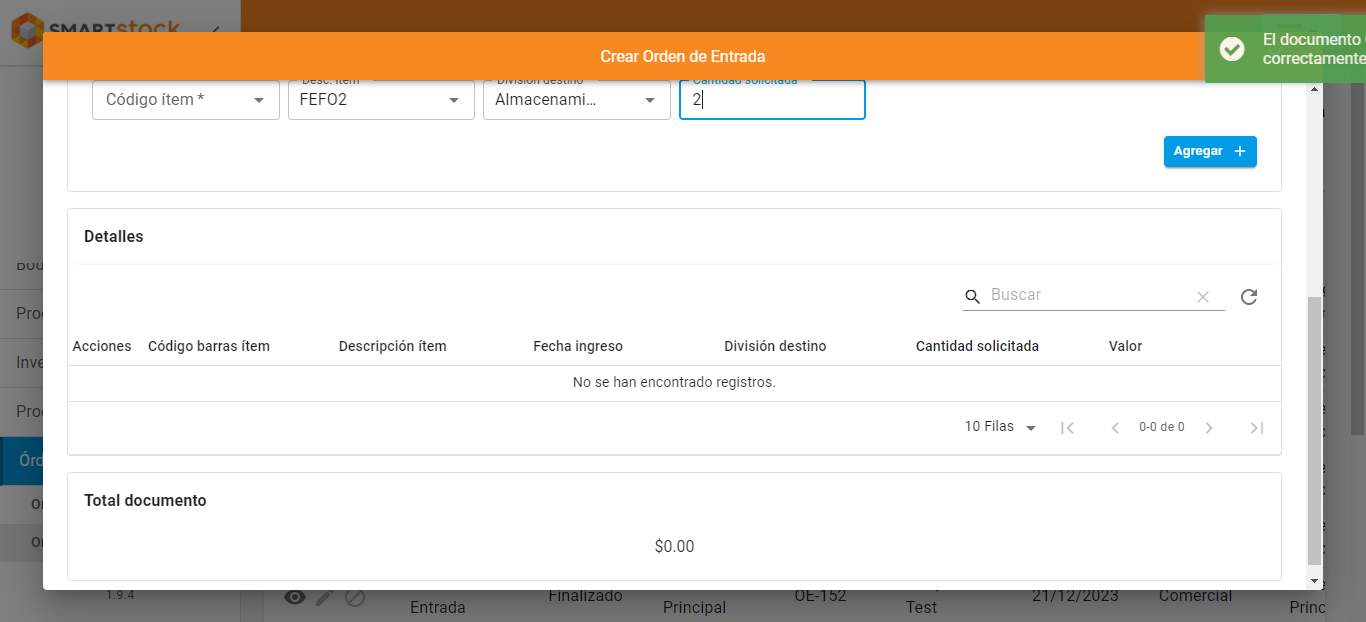 SMARTstock
Crear Orden de Entrada
El documento
correctamente
Desc. ítem
División destino
Cantidad solicitada
Código ítem *
FEFO2
Almacenami...
2
Agregar +
Detalles
Buscar
Acciones
Código barras ítem
Descripción ítem
Fecha ingreso
División destino
Cantidad solicitada
Valor
No se han encontrado registros.
10 Filas
0-0 de 0
Total documento
$0.00
Bod
Prod
Inve
Proc
Órd
1.9.4
Entrada
Finalizado
Principal
OE-152
Test
21/12/2023
Comercial
Princ